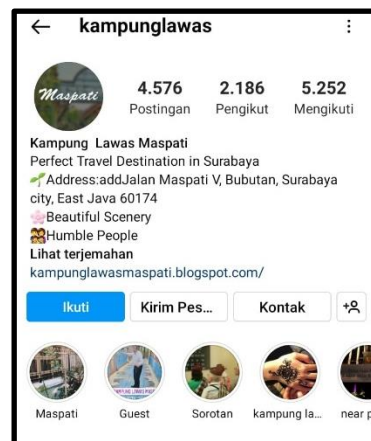 kampunglawas
Maspati
4.576 2.186 5.252
Postingan Pengikut Mengikuti
Kampung Lawas Maspati
Perfect Travel Destination in Surabaya
Address:addJalan Maspati V, Bubutan, Surabaya
city, East Java 60174
Beautiful Scenery
Humble People
Lihat terjemahan
kampunglawasmaspati.blogspot.com/
Ikuti Kirim Pes... Kontak
Maspati Guest Sorotan kampung la... near p